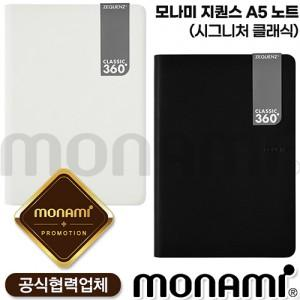 모나미 지퀀스 A5 노트
(시그니처 클래식)
ZEQUENZ
CLASSIC
360°
ZEQUENZ
CLASSIC
360°
monami
monami
+
PROMOTION
공식협력업체
monami®